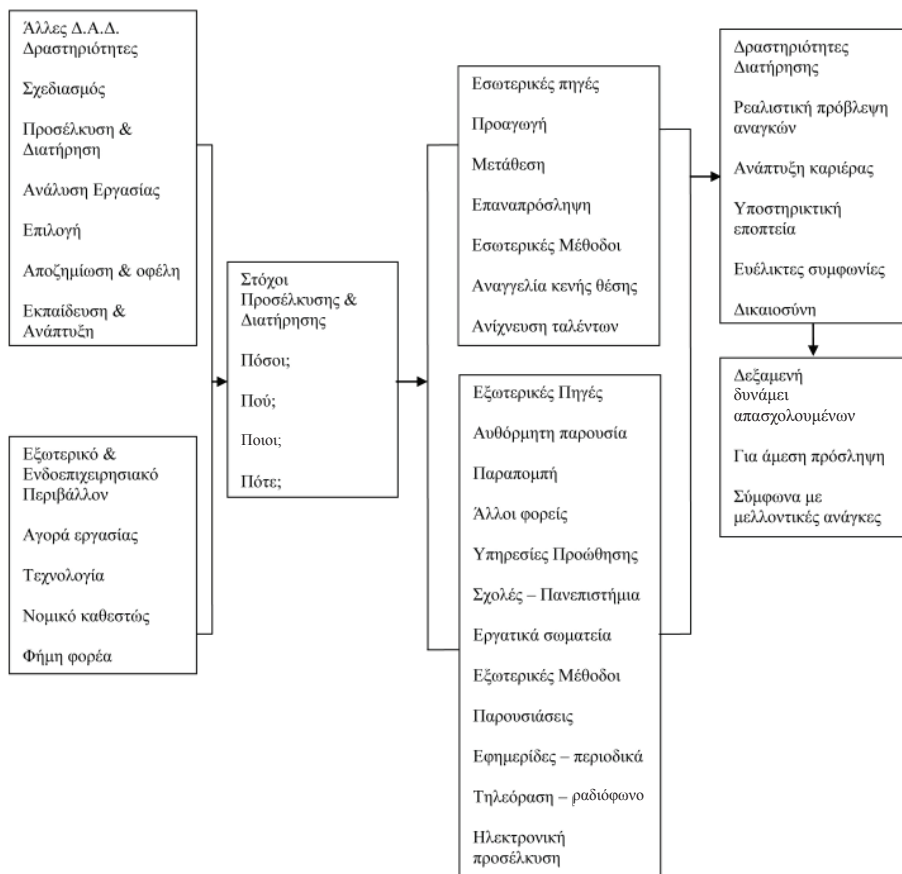 Άλλες Δ.Α.Δ.
Δραστηριότητες
Σχεδιασμός
Προσέλκυση &
Διατήρηση
Ανάλυση Εργασίας
Επιλογή
Αποζημίωση & οφέλη
Εκπαίδευση &
Ανάπτυξη
Εξωτερικό &
Ενδοεπιχειρησιακό
Περιβάλλον
Αγορά εργασίας
Τεχνολογία
Νομικό καθεστώς
Φήμη φορέα
Στόχοι
Προσέλκυσης &
Διατήρησης
Πόσοι;
Πού;
Ποιοι;
Πότε;
Εσωτερικές πηγές
Προαγωγή
Μετάθεση
Επαναπρόσληψη
Εσωτερικές Μέθοδοι
Αναγγελία κενής θέσης
Ανίχνευση ταλέντων
Εξωτερικές Πηγές
Αυθόρμητη παρουσία
Παραπομπή
Άλλοι φορείς
Υπηρεσίες Προώθησης
Σχολές – Πανεπιστήμια
Εργατικά σωματεία
Εξωτερικές Μέθοδοι
Παρουσιάσεις
Εφημερίδες – περιοδικά
Τηλεόραση – ραδιόφωνο
Ηλεκτρονική
προσέλκυση
Δραστηριότητες
Διατήρησης
Ρεαλιστική πρόβλεψη
αναγκών
Ανάπτυξη καριέρας
Υποστηρικτική
εποπτεία
Ευέλικτες συμφωνίες
Δικαιοσύνη
Δεξαμενή
δυνάμει
απασχολουμένων
Για άμεση πρόσληψη
Σύμφωνα με
μελλοντικές ανάγκες